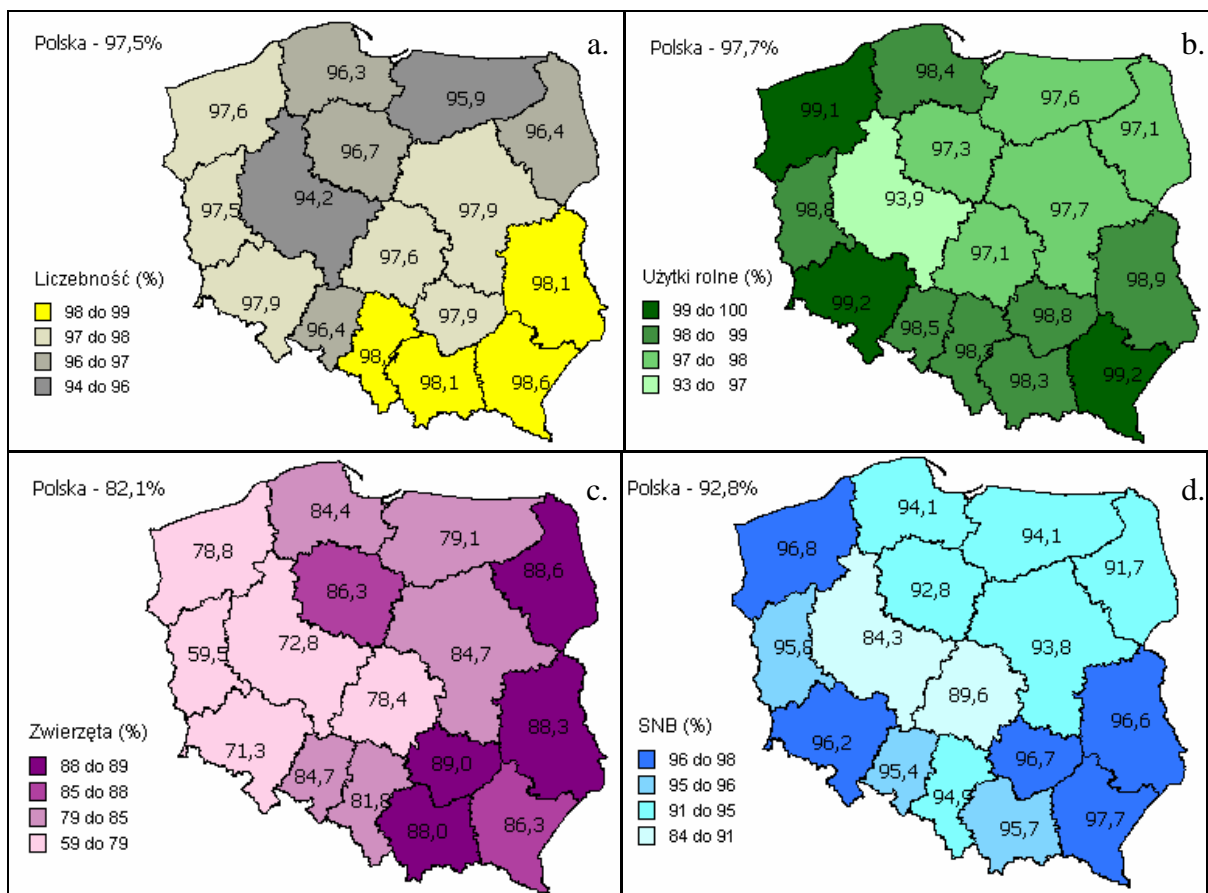 Polska - 97,5%
a.
96,3
95,9
97,6
96,4
96,7
94,2
97,5
97,9
97,6
98,1
97,9
97,9
96,4
98,4
98,1
98,6
Liczebność (%)
98 do 99
97 do 98
96 do 97
94 do 96
Polska - 97,7%
b.
98,4
97,6
99,1
97,1
97,3
98,8
93,9
97,7
97,1
98,9
99,2
98,8
98,5
98,3
98,3
99,2
Użytki rolne (%)
99 do 100
98 do 99
97 do 98
93 do 97
Polska - 82,1%
c.
84,4
79,1
78,8
88,6
86,3
72,8
59,5
84,7
78,4
88,3
71,3
89,0
84,7
81,8
88,0
86,3
Zwierzęta (%)
88 do 89
85 do 88
79 do 85
59 do 79
Polska - 92,8%
d.
94,1
94,1
96,8
91,7
92,8
84,3
95,8
93,8
89,6
96,6
96,2
96,7
95,4
94,9
95,7
97,7
SNB (%)
96 do 98
95 do 96
91 do 95
84 do 91